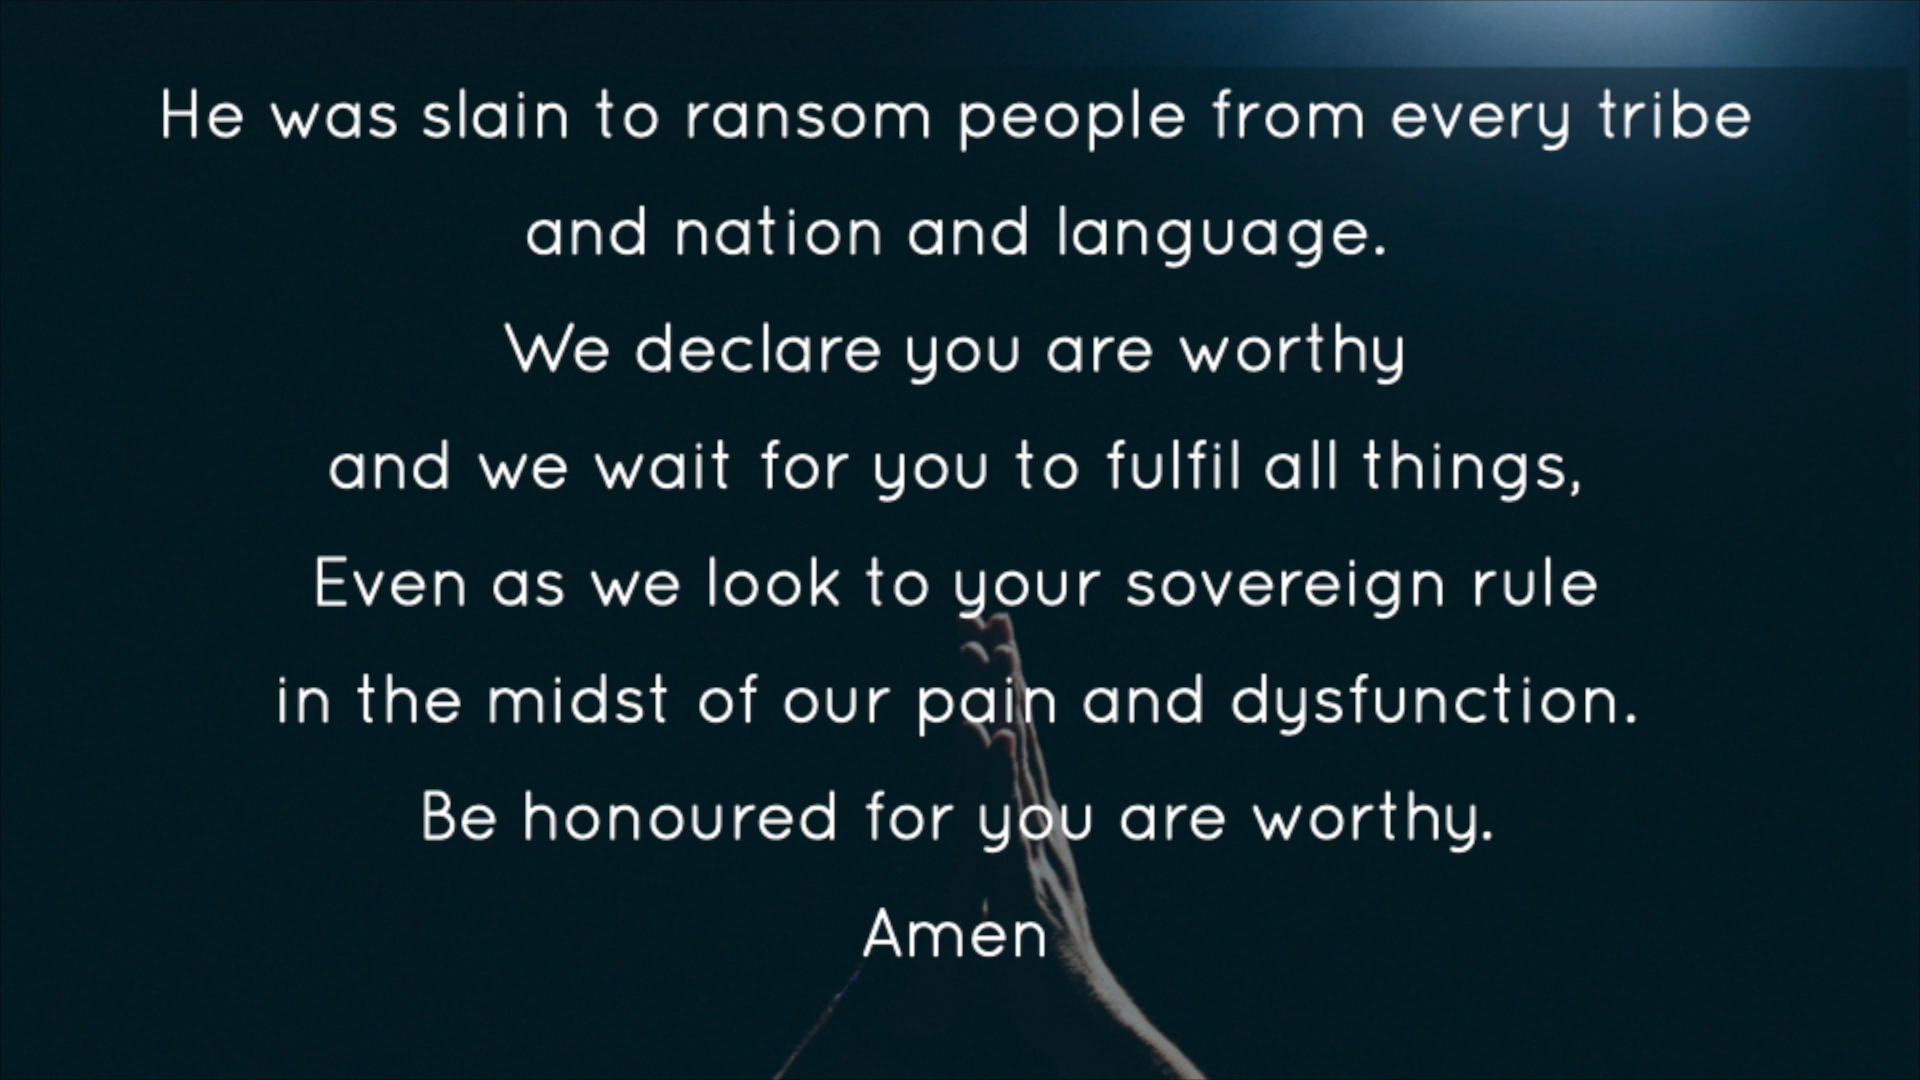 He was slain to ransom people from every tribe
and nation and language.
We declare you are worthy
and we wait for you to fulfil all things,
Even as we look to your sovereign rule
in the midst of our pain and dysfunction.
Be honoured for you are worthy.
Amen